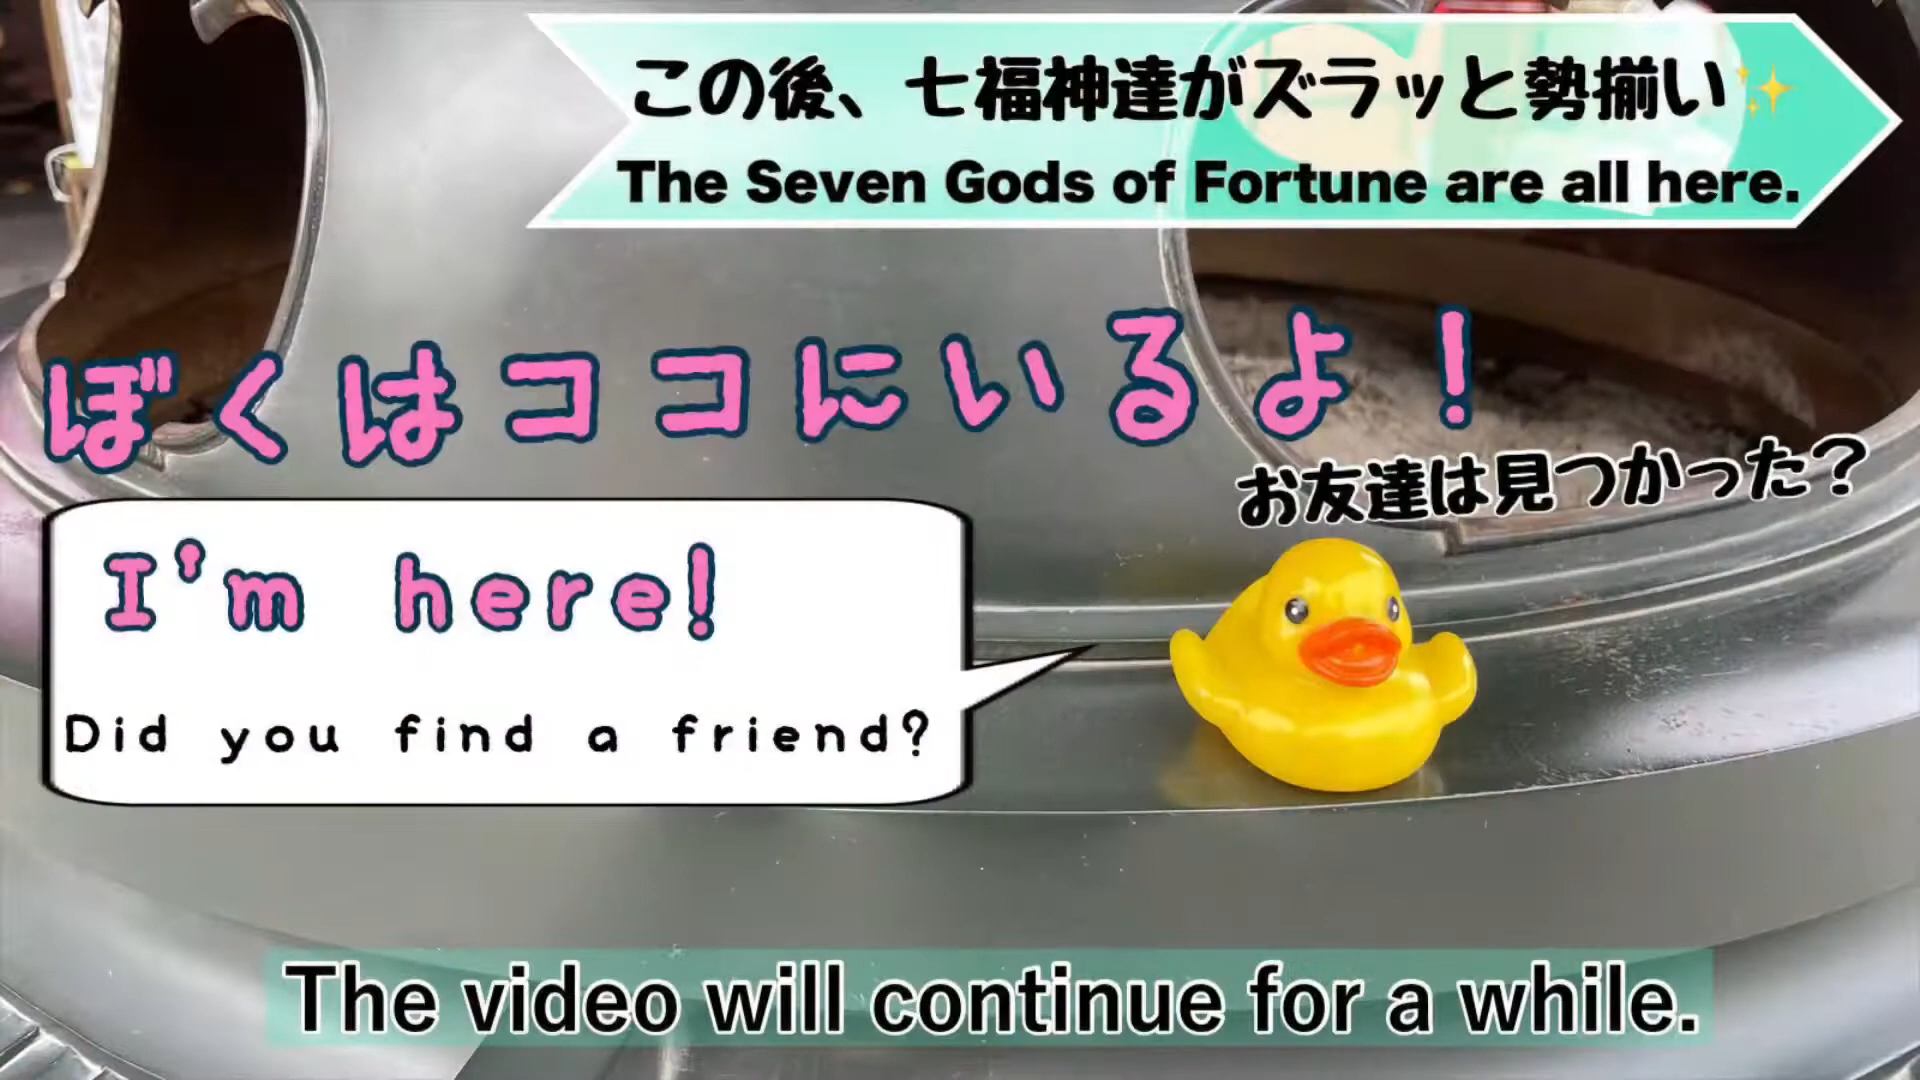 この後、七福神達がズラッと勢揃い✨
The Seven Gods of Fortune are all here.
ぼくはココにいるよ！
お友達は見つかった？
I'm here!
Did you find a friend?
The video will continue for a while.